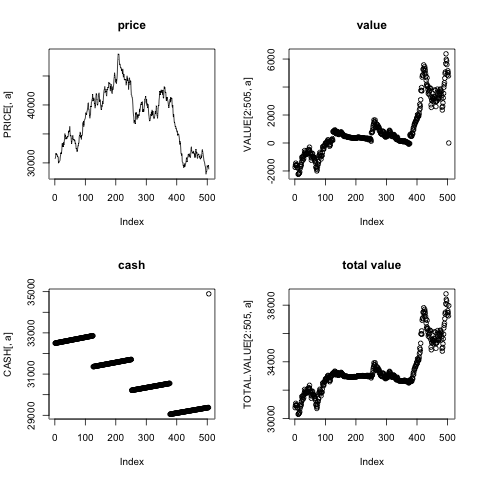 price
PRICE[, a]
30000 40000
0 100 200 300 400 500
Index
value
VALUE[2:505, a]
-2000 0 2000 6000
0 100 200 300 400 500
Index
cash
CASH[, a]
29000 31000 33000 35000
0 100 200 300 400 500
Index
total value
TOTAL.VALUE[2:505, a]
30000 34000 38000
0 100 200 300 400 500
Index